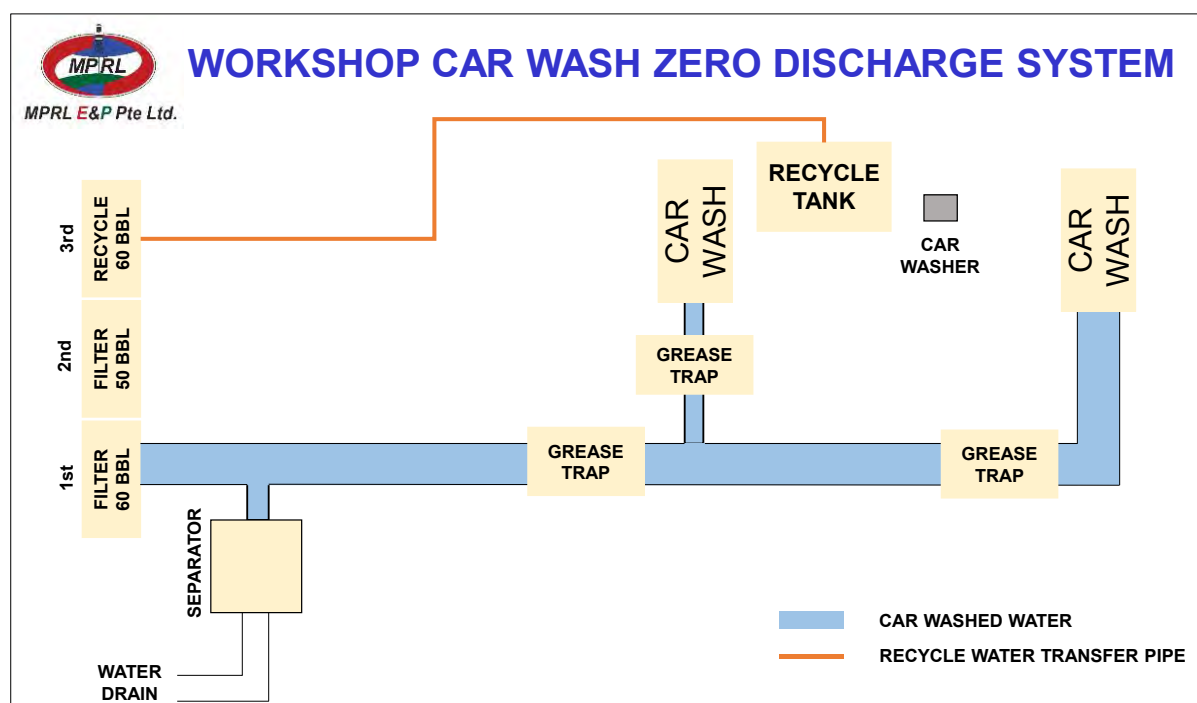 WORKSHOP CAR WASH ZERO DISCHARGE SYSTEM
MPRL
MPRL E&P Pte Ltd.
RECYCLE
TANK
CAR
WASH
CAR
WASHER
CAR
WASH
3rd
RECYCLE
60 BBL
2nd
FILTER
50 BBL
1st
FILTER
60 BBL
GREASE
TRAP
GREASE
TRAP
GREASE
TRAP
SEPARATOR
WATER
DRAIN
CAR WASHED WATER
RECYCLE WATER TRANSFER PIPE